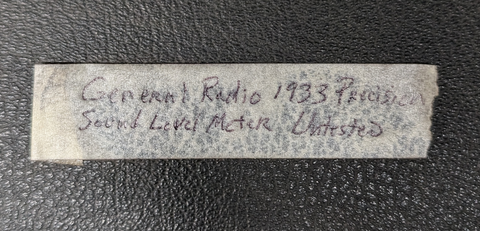 General Radio 1933 Precision
Sound Level Meter Untested